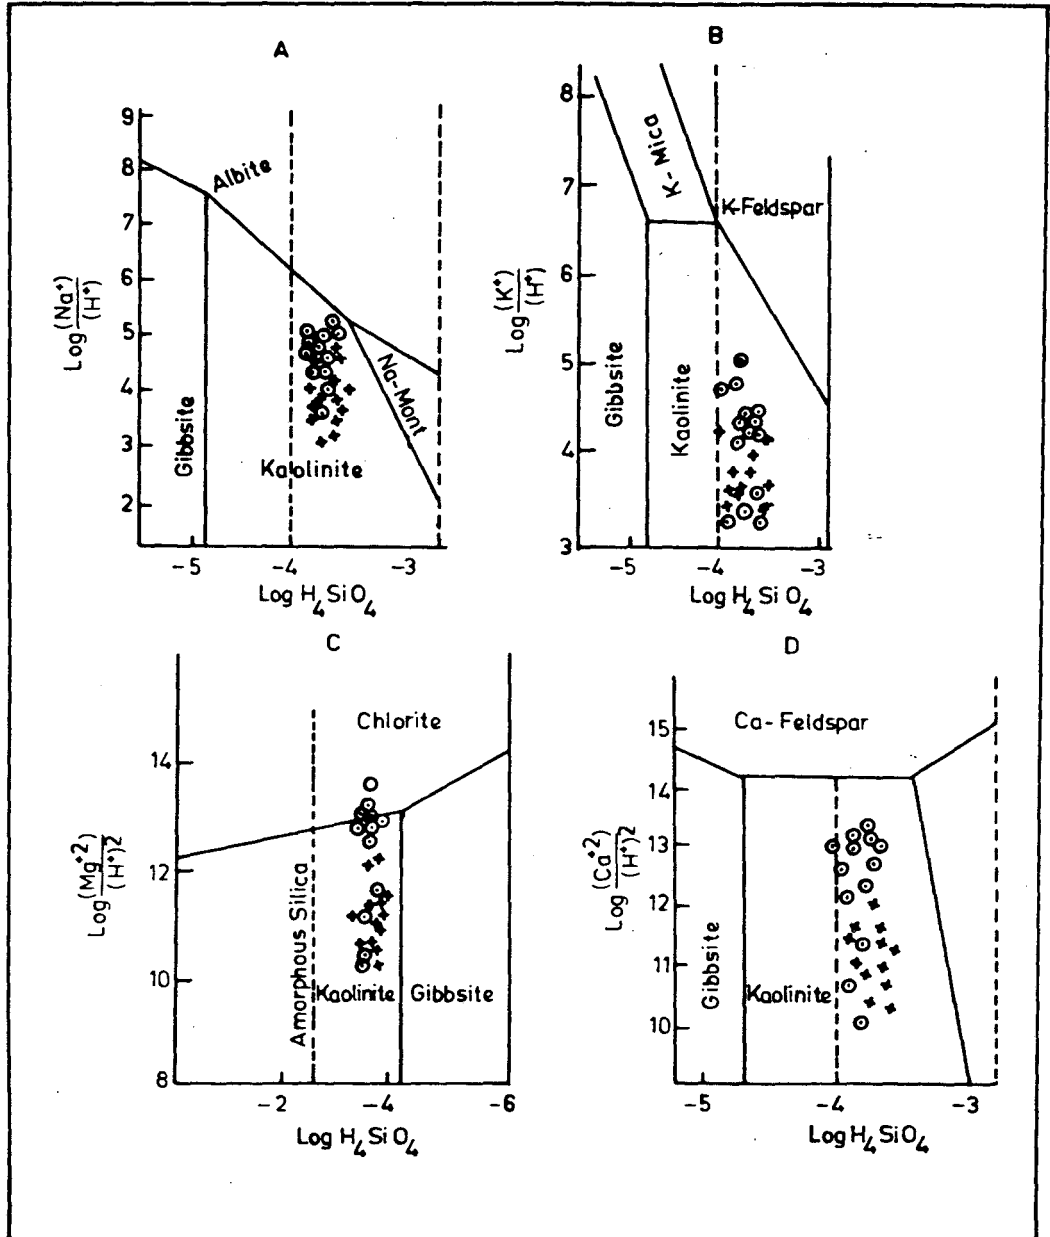 A
9
8
7
6
5
4
3
2
Log (Na⁺)/(H⁺)
Albite
Gibbsite
Kaolinite
Na-Mont
-5 -4 -3
Log H₄SiO₄
B
8
7
6
5
4
3
Log (K⁺)/(H⁺)
K-Mica
K-Feldspar
Gibbsite
Kaolinite
-5 -4 -3
Log H₄SiO₄
C
14
12
10
8
Log (Mg⁺²)/(H⁺)2
Chlorite
Amorphous Silica
Kaolinite
Gibbsite
-2 -4 -6
Log H₄SiO₄
D
15
14
13
12
11
10
Log (Ca⁺²)/(H⁺)2
Ca-Feldspar
Gibbsite
Kaolinite
-5 -4 -3
Log H₄SiO₄